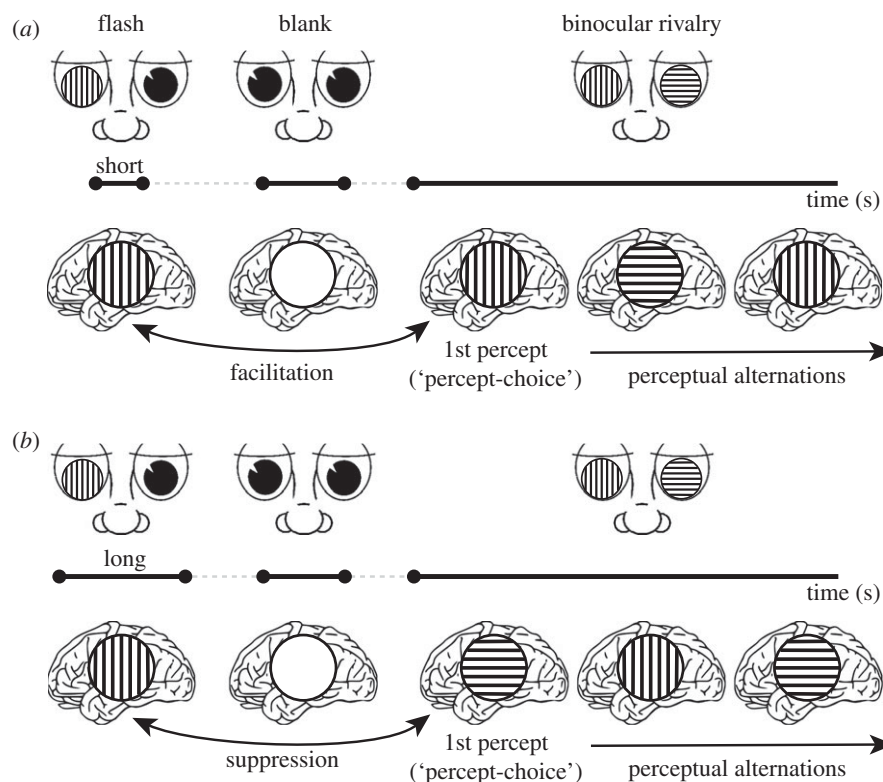 (a)
flash blank binocular rivalry
short
time (s)
1st percept
('percept-choice')
facilitation
perceptual alternations
(b)
long
time (s)
1st percept
('percept-choice')
suppression
perceptual alternations